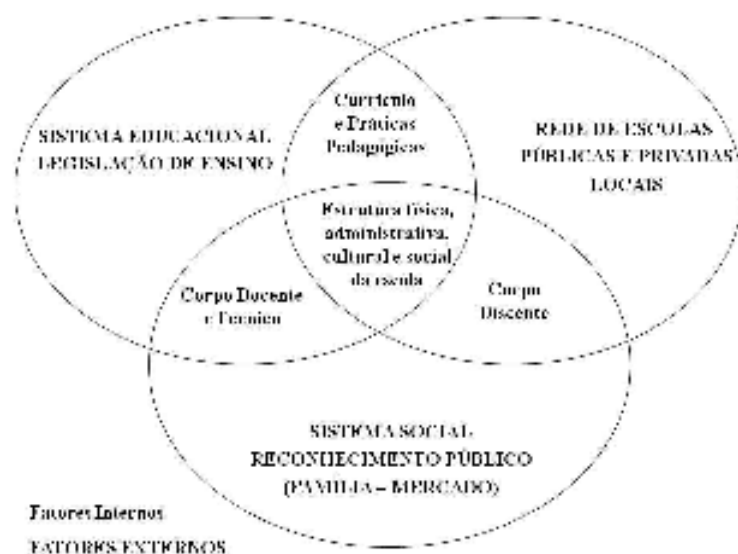 Currículo
e Práticas
Pedagógicas
SISTEMA EDUCACIONAL
LEGISLAÇÃO DE ENSINO
REDE DE ESCOLAS
PÚBLICAS E PRIVADAS
LOCAIS
Estrutura física,
administrativa,
cultural e social
da escola
Corpo Docente
e Técnico
Corpo
Discente
SISTEMA SOCIAL
RECONHECIMENTO PÚBLICO
(FAMÍLIA – MERCADO)
Fatores Internos
FATORES EXTERNOS